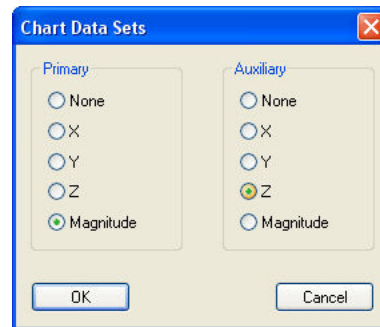 Chart Data Sets
Primary
None
X
Y
Z
Magnitude
Auxiliary
None
X
Y
Z
Magnitude
OK
Cancel